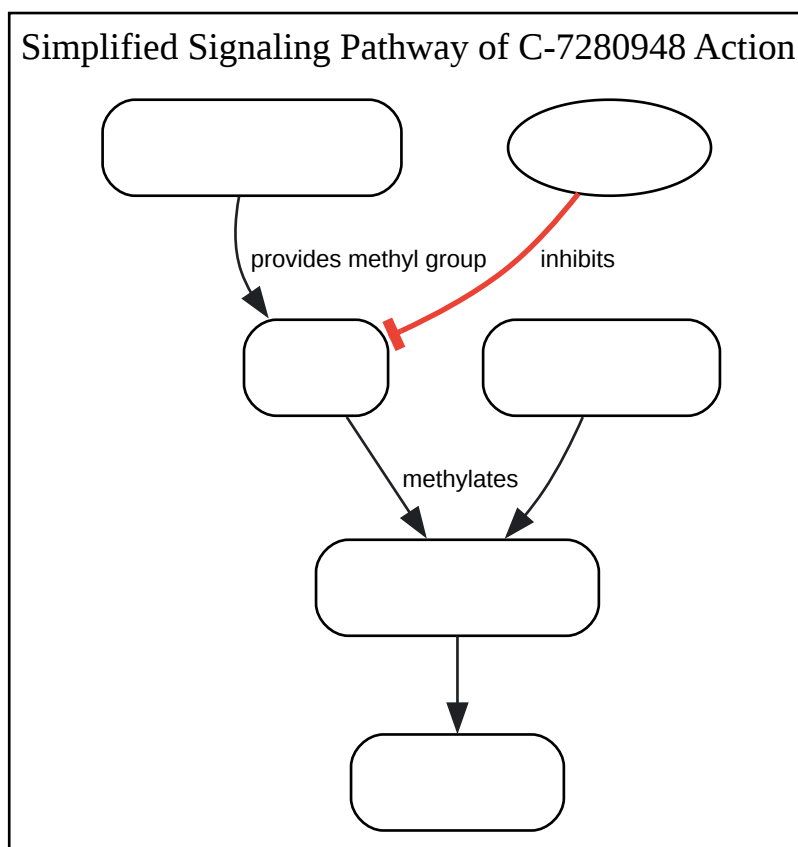 Simplified Signaling Pathway of C-7280948 Action
provides methyl group
inhibits
methylates